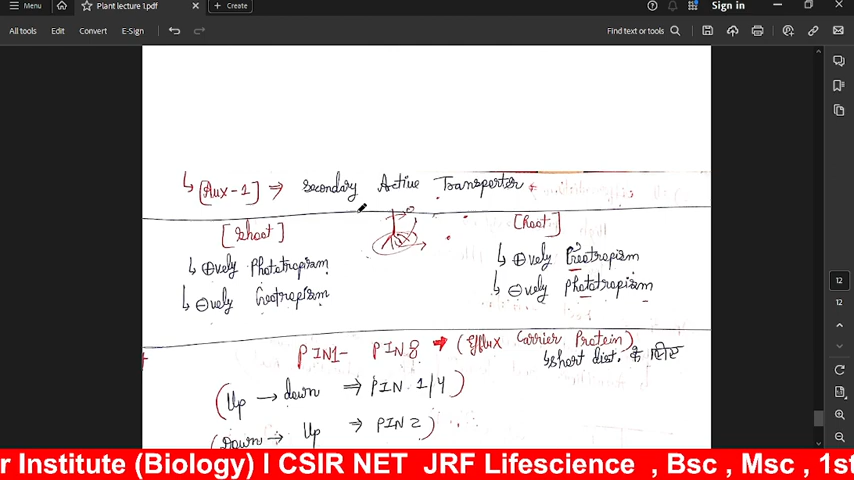 Menu
Plant lecture 1.pdf
Create
Sign in
All tools
Edit
Convert
E-Sign
Find text or tools
↳ [Aux-1] ⇒ Secondary Active Transporter
[Shoot]
[Root]
↳ ⊕vely Phototropism
↳ ⊖vely Geotropism
↳ ⊕vely Geotropism
↳ ⊖vely phototropism
PIN1- PIN 8 → (Efflux Carrier Protein)
↳ short dist. के लिए
(Up → down ⇒ PIN 1/4)
(Down → Up ⇒ PIN 2)
12
12
r Institute (Biology) I CSIR NET JRF Lifescience , Bsc , Msc , 1st